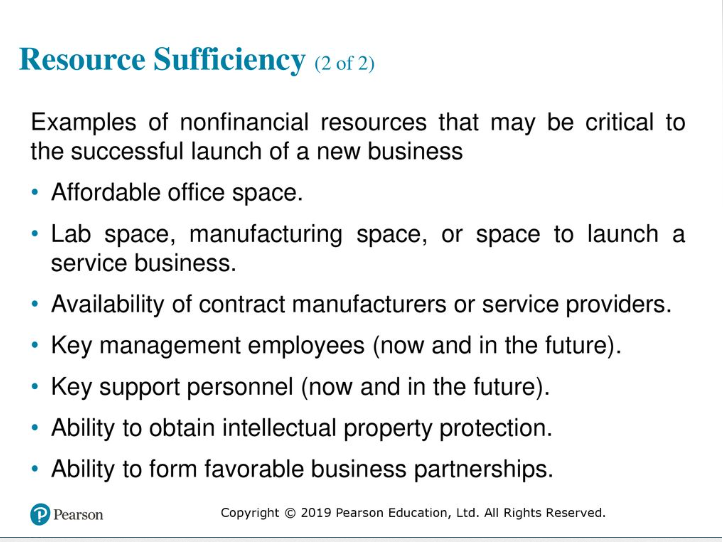 Resource Sufficiency (2 of 2)
Examples of nonfinancial resources that may be critical to
the successful launch of a new business
• Affordable office space.
• Lab space, manufacturing space, or space to launch a
service business.
• Availability of contract manufacturers or service providers.
• Key management employees (now and in the future).
• Key support personnel (now and in the future).
• Ability to obtain intellectual property protection.
• Ability to form favorable business partnerships.
P Pearson
Copyright © 2019 Pearson Education, Ltd. All Rights Reserved.